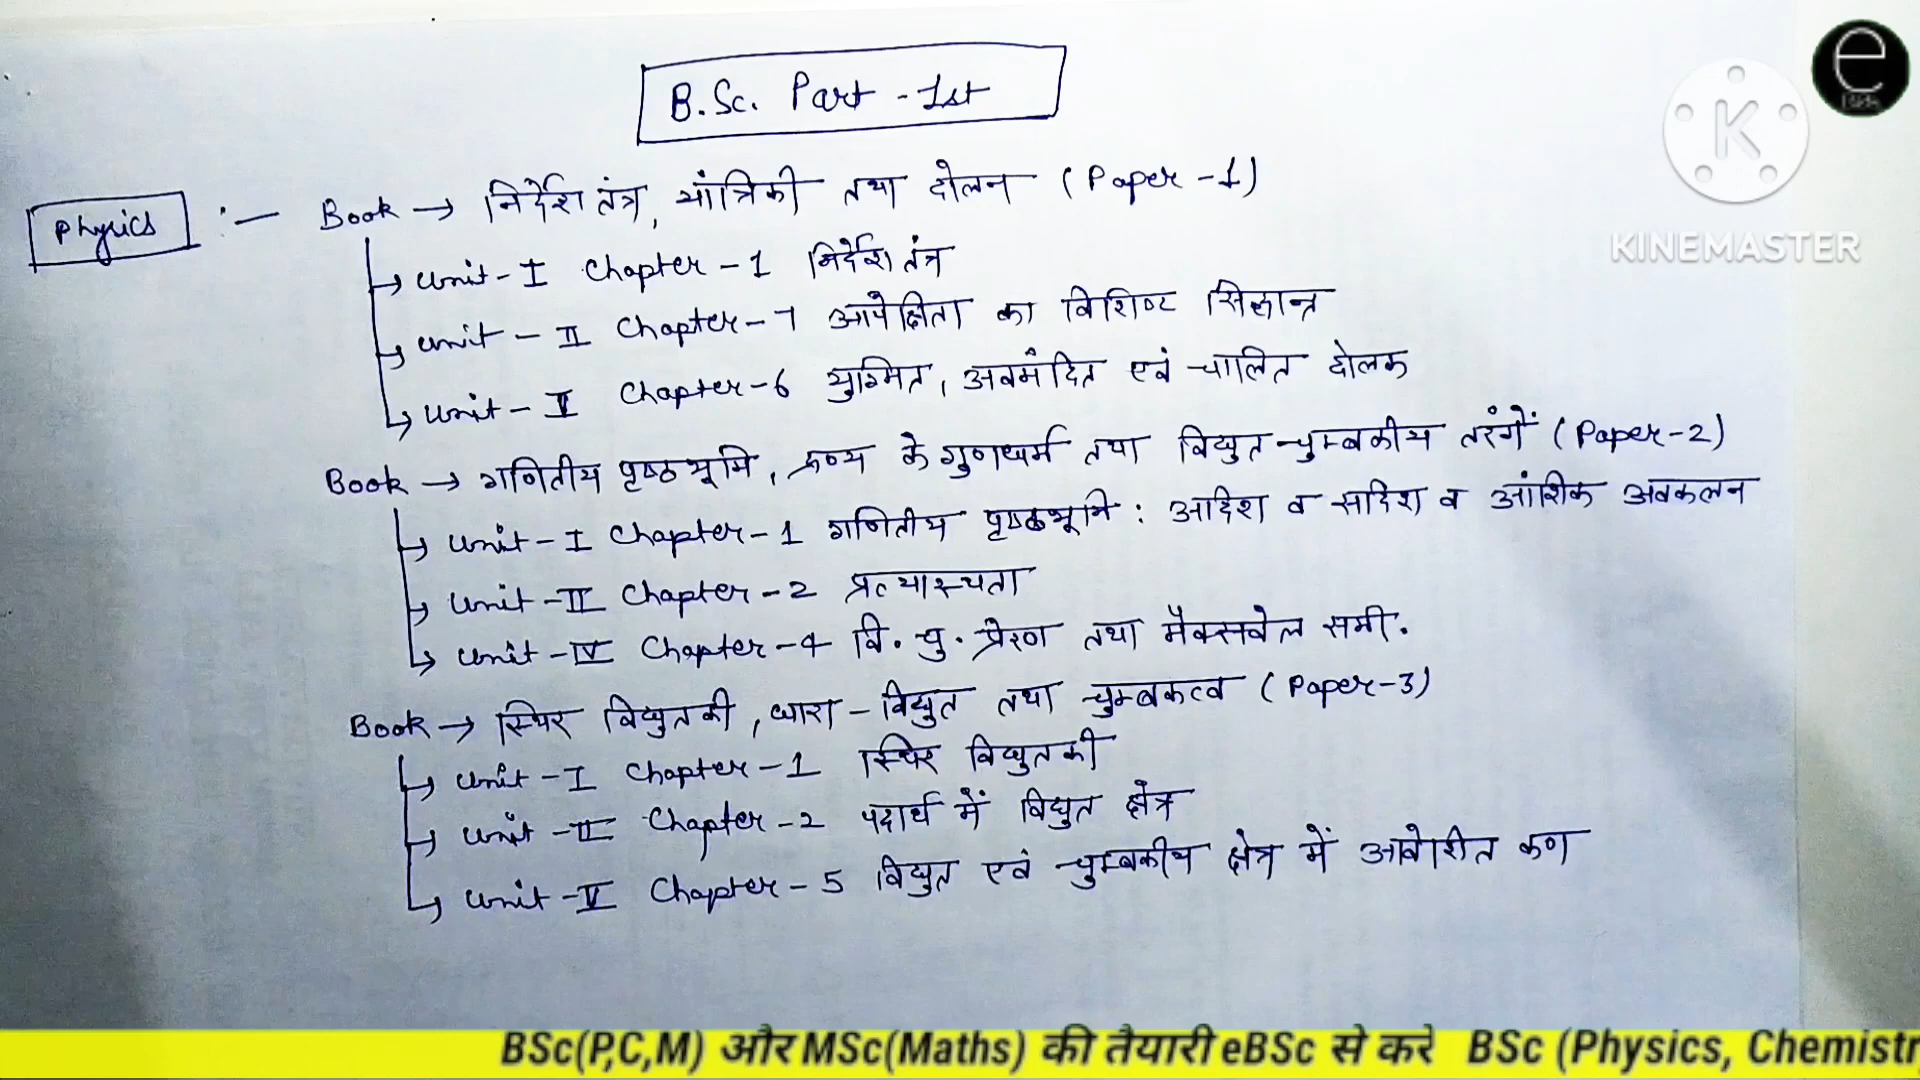 B.Sc. Part - 1st
Physics :- Book → निर्देश तंत्र, यांत्रिकी तथा दोलन (Paper-1)
→ Unit-I Chapter-1 निर्देश तंत्र
→ Unit-II Chapter-7 आपेक्षिता का विशिष्ट सिद्धान्त
→ Unit-V Chapter-6 युग्मित, अवमंदित एवं चालित दोलक
Book → गणितीय पृष्ठभूमि, द्रव्य के गुणधर्म तथा विद्युत-चुम्बकीय तरंगें (Paper-2)
→ Unit-I Chapter-1 गणितीय पृष्ठभूमि: अदिश व सदिश व आंशिक अवकलन
→ Unit-II Chapter-2 प्रत्यास्थता
→ Unit-IV Chapter-4 वि. चु. प्रेरण तथा मैक्सवेल समी.
Book → स्थिर विद्युतकी, धारा-विद्युत तथा चुम्बकत्व (Paper-3)
→ Unit-I Chapter-1 स्थिर विद्युतकी
→ Unit-II Chapter-2 पदार्थ में विद्युत क्षेत्र
→ Unit-V Chapter-5 विद्युत एवं चुम्बकीय क्षेत्र में आवेशित कण
K
KINEMASTER
e
BSc(P,C,M) और MSc(Maths) की तैयारी eBSc से करे BSc (Physics, Chemistr